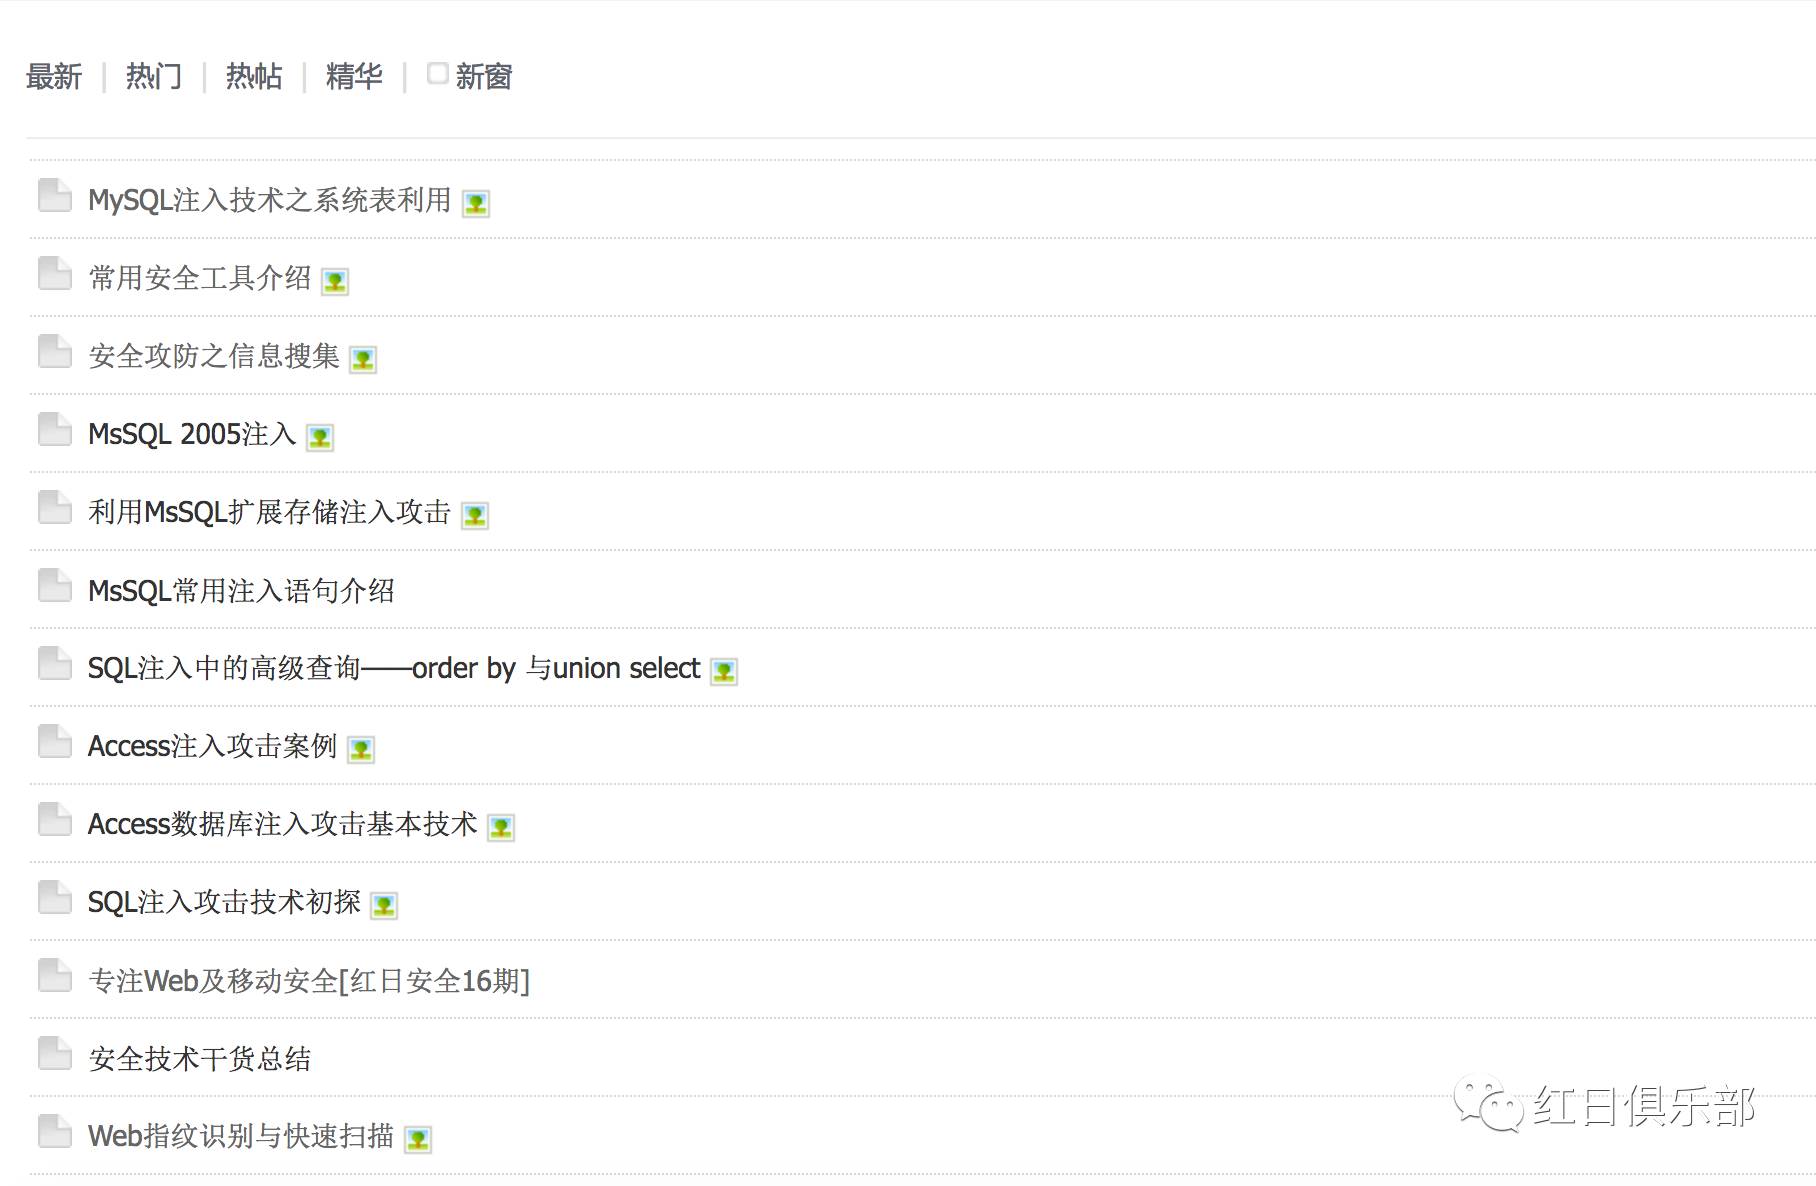 最新 | 热门 | 热帖 | 精华 | 新窗
MySQL注入技术之系统表利用
常用安全工具介绍
安全攻防之信息搜集
MsSQL 2005注入
利用MsSQL扩展存储注入攻击
MsSQL常用注入语句介绍
SQL注入中的高级查询——order by 与union select
Access注入攻击案例
Access数据库注入攻击基本技术
SQL注入攻击技术初探
专注Web及移动安全[红日安全16期]
安全技术干货总结
红日俱乐部
Web指纹识别与快速扫描